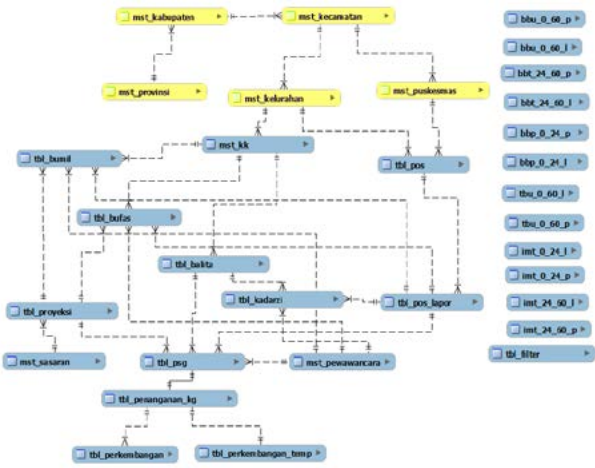 mst_kabupaten
mst_kecamatan
bbu_0_60_p
bbu_0_60_l
mst_provinsi
mst_kelurahan
mst_puskesmas
bbt_24_60_p
bbt_24_60_l
mst_kk
tbl_bumil
tbl_pos
bbp_0_24_p
bbp_0_24_l
tbl_bufas
tbu_0_60_l
tbu_0_60_p
tbl_balita
imt_0_24_l
imt_0_24_p
tbl_kadarzi
tbl_pos_lapor
tbl_proyeksi
imt_24_60_l
imt_24_60_p
mst_sasaran
tbl_psg
mst_pewawancara
tbl_filter
tbl_penanganan_kg
tbl_perkembangan
tbl_perkembangan_temp